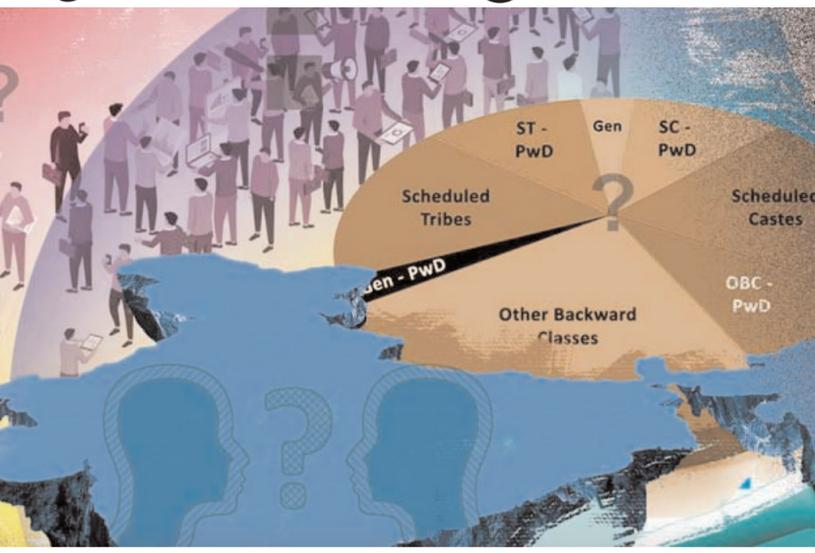 ?
ST -
PwD
Gen
SC -
PwD
Scheduled
Tribes
?
Scheduled
Castes
Gen - PwD
OBC -
PwD
Other Backward
Classes
?